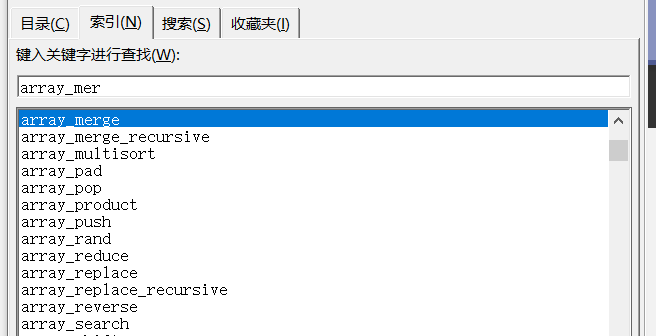 目录(C) 索引(N) 搜索(S) 收藏夹(I)
键入关键字进行查找(W):
array_mer
array_merge
array_merge_recursive
array_multisort
array_pad
array_pop
array_product
array_push
array_rand
array_reduce
array_replace
array_replace_recursive
array_reverse
array_search